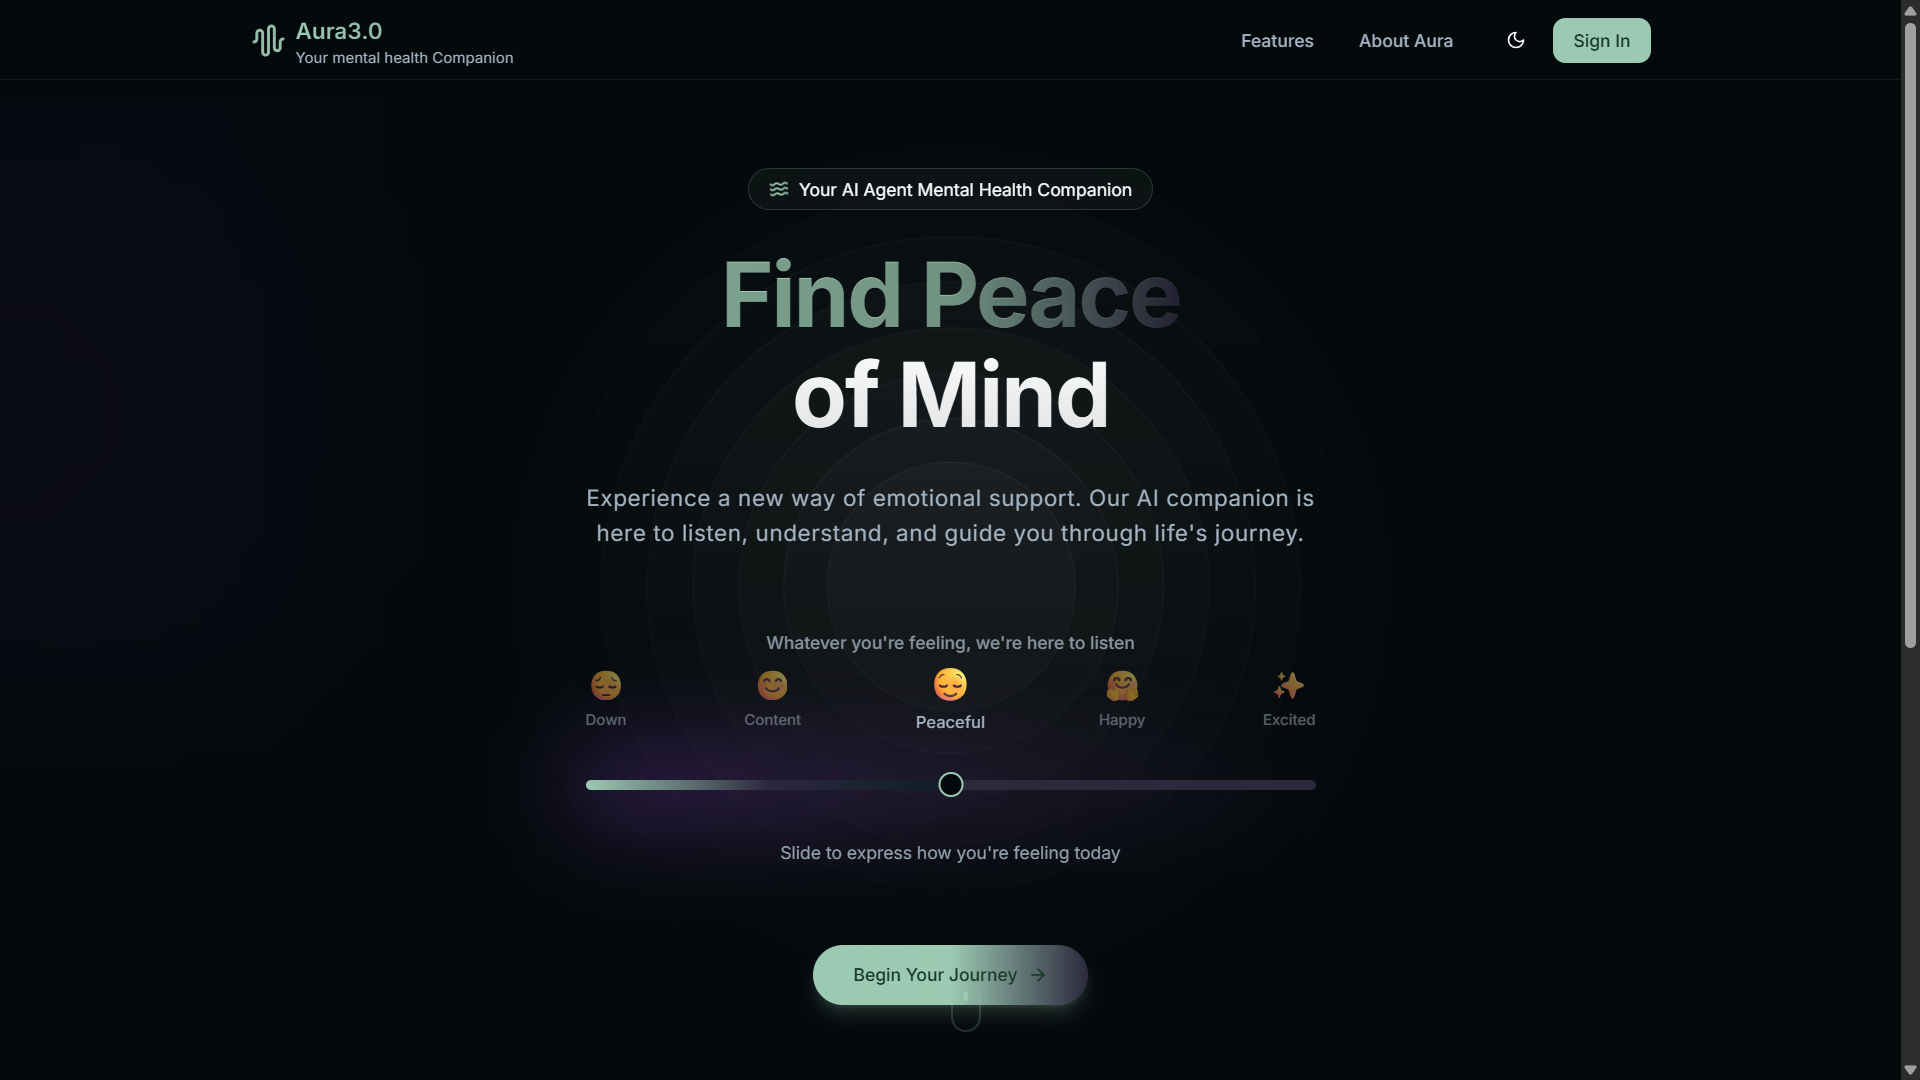 Aura3.0
Your mental health Companion
Features
About Aura
Sign In
Your AI Agent Mental Health Companion
Find Peace
of Mind
Experience a new way of emotional support. Our AI companion is
here to listen, understand, and guide you through life's journey.
Whatever you're feeling, we're here to listen
Down
Content
Peaceful
Happy
Excited
Slide to express how you're feeling today
Begin Your Journey